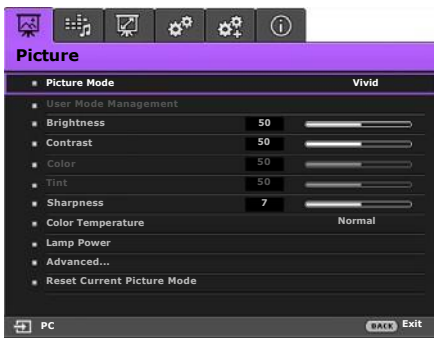 Picture
Picture Mode Vivid
User Mode Management
Brightness 50
Contrast 50
Color 50
Tint 50
Sharpness 7
Color Temperature Normal
Lamp Power
Advanced...
Reset Current Picture Mode
PC BACK Exit